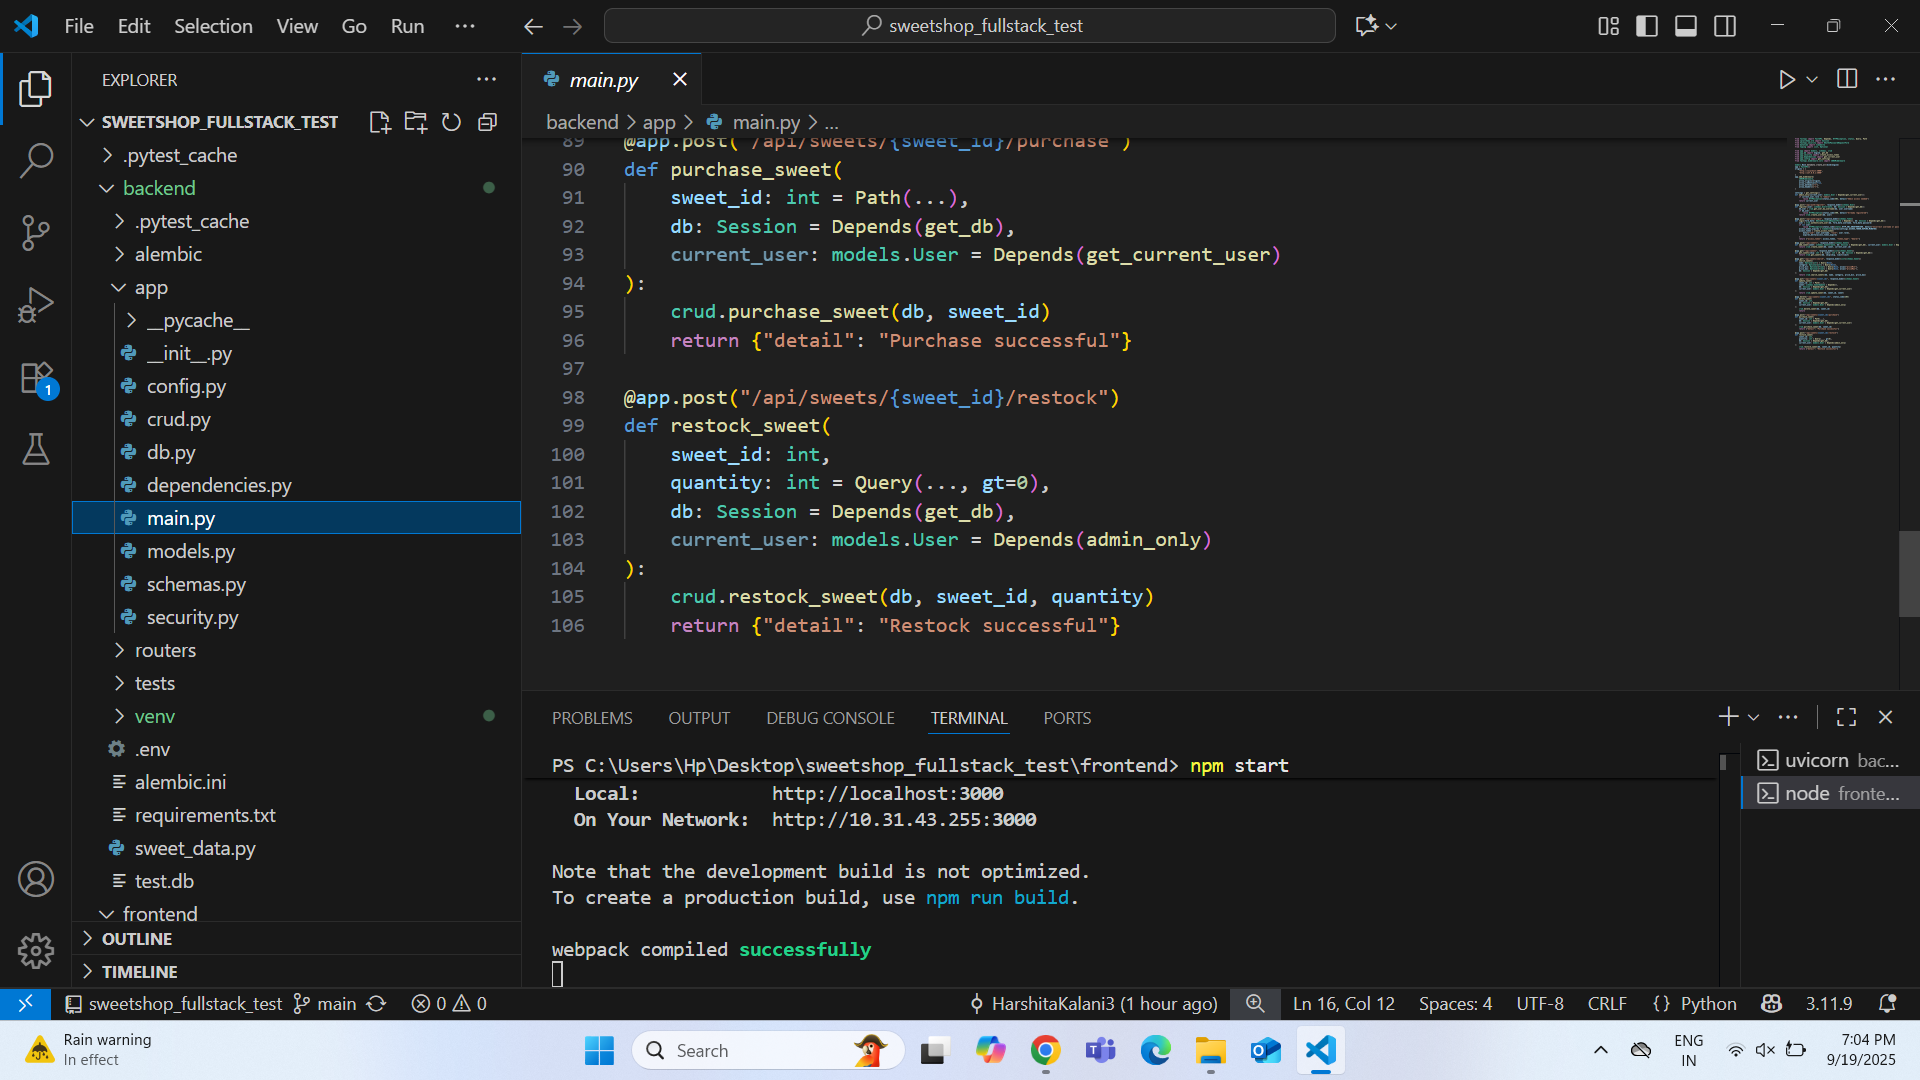 File Edit Selection View Go Run ··· sweetshop_fullstack_test
EXPLORER ···
SWEETSHOP_FULLSTACK_TEST
.pytest_cache
backend
.pytest_cache
alembic
app
__pycache__
__init__.py
config.py
crud.py
db.py
dependencies.py
main.py
models.py
schemas.py
security.py
routers
tests
venv
.env
alembic.ini
requirements.txt
sweet_data.py
test.db
frontend
OUTLINE
TIMELINE
1
main.py
backend > app > main.py > ...
89 @app.post("/api/sweets/{sweet_id}/purchase")
90 def purchase_sweet(
91     sweet_id: int = Path(...),
92     db: Session = Depends(get_db),
93     current_user: models.User = Depends(get_current_user)
94 ):
95     crud.purchase_sweet(db, sweet_id)
96     return {"detail": "Purchase successful"}
97
98 @app.post("/api/sweets/{sweet_id}/restock")
99 def restock_sweet(
100     sweet_id: int,
101     quantity: int = Query(..., gt=0),
102     db: Session = Depends(get_db),
103     current_user: models.User = Depends(admin_only)
104 ):
105     crud.restock_sweet(db, sweet_id, quantity)
106     return {"detail": "Restock successful"}
PROBLEMS OUTPUT DEBUG CONSOLE TERMINAL PORTS
PS C:\Users\Hp\Desktop\sweetshop_fullstack_test\frontend> npm start
Local: http://localhost:3000
On Your Network: http://10.31.43.255:3000
Note that the development build is not optimized.
To create a production build, use npm run build.
webpack compiled successfully
uvicorn bac...
node fronte...
sweetshop_fullstack_test main 0 0 HarshitaKalani3 (1 hour ago) Ln 16, Col 12 Spaces: 4 UTF-8 CRLF {} Python 3.11.9
Rain warning
In effect
Search
ENG
IN
7:04 PM
9/19/2025